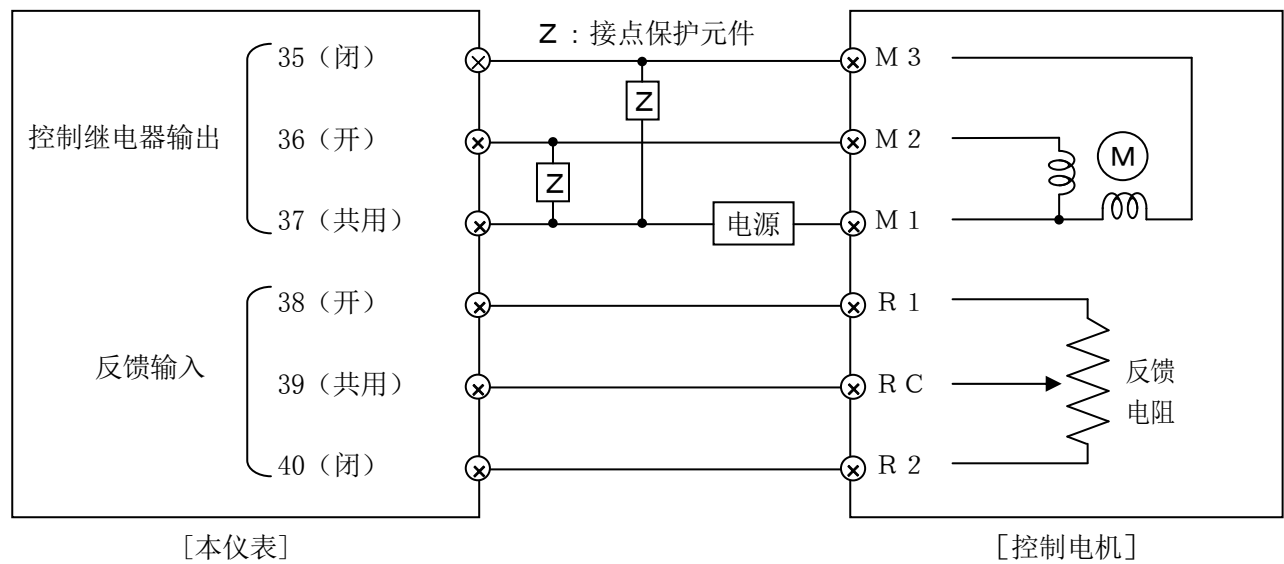 Z : 接点保护元件
35（闭）
M 3
Z
控制继电器输出
36（开）
M 2
M
Z
37（共用）
电源
M 1
38（开）
R 1
反馈输入
39（共用）
R C
反馈
电阻
40（闭）
R 2
[本仪表]
[控制电机]